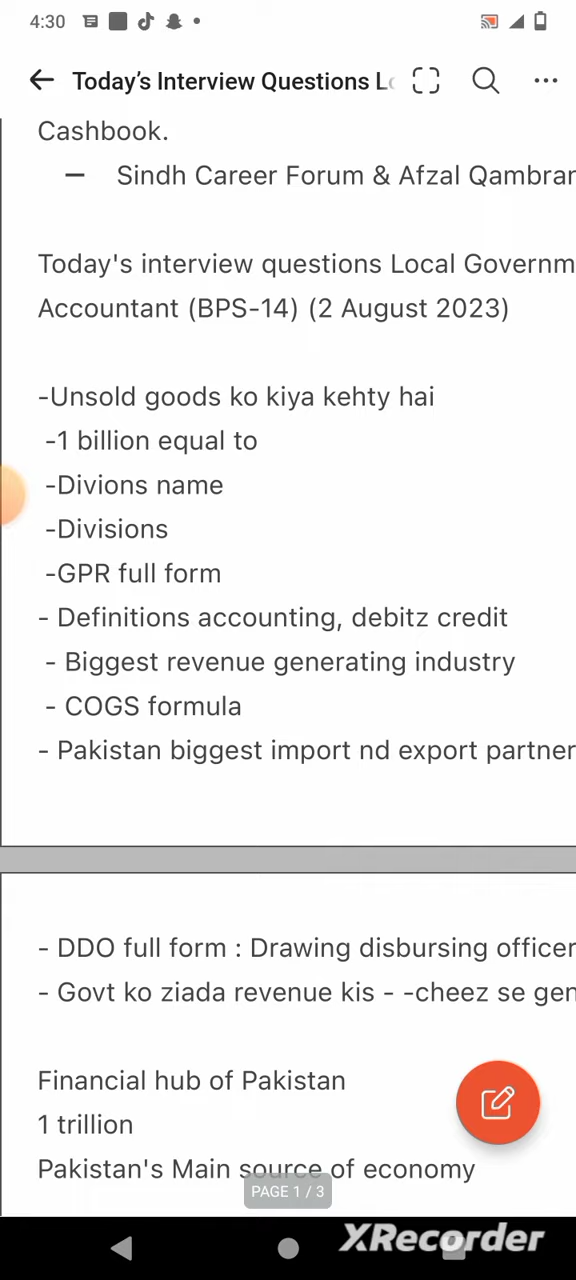 4:30
Today's Interview Questions
Cashbook.
— Sindh Career Forum & Afzal
Today's interview questions Local
Accountant (BPS-14) (2 August 2023)
-Unsold goods ko kiya kehty hai
-1 billion equal to
-Divions name
-Divisions
-GPR full form
- Definitions accounting, debitz credit
- Biggest revenue generating industry
- COGS formula
- Pakistan biggest import nd export partner
- DDO full form : Drawing disbursing officer
- Govt ko ziada revenue kis - -cheez se
Financial hub of Pakistan
1 trillion
Pakistan's Main source of economy
PAGE 1 / 3
XRecorder